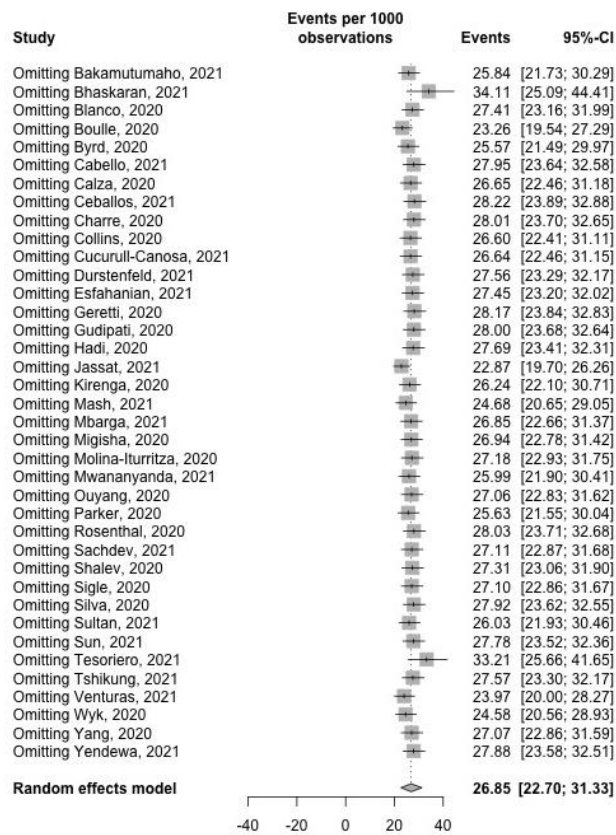 Events per 1000
Study observations Events 95%-CI
Omitting Bakamutumaho, 2021 25.84 [21.73; 30.29]
Omitting Bhaskaran, 2021 34.11 [25.09; 44.41]
Omitting Blanco, 2020 27.41 [23.16; 31.99]
Omitting Boulle, 2020 23.26 [19.54; 27.29]
Omitting Byrd, 2020 25.57 [21.49; 29.97]
Omitting Cabello, 2021 27.95 [23.64; 32.58]
Omitting Calza, 2020 26.65 [22.46; 31.18]
Omitting Ceballos, 2021 28.22 [23.89; 32.88]
Omitting Charre, 2020 28.01 [23.70; 32.65]
Omitting Collins, 2020 26.60 [22.41; 31.11]
Omitting Cucurull-Canosa, 2021 26.64 [22.46; 31.15]
Omitting Durstenfeld, 2021 27.56 [23.29; 32.17]
Omitting Esfahanian, 2021 27.45 [23.20; 32.02]
Omitting Geretti, 2020 28.17 [23.84; 32.83]
Omitting Gudipati, 2020 28.00 [23.68; 32.64]
Omitting Hadi, 2020 27.69 [23.41; 32.31]
Omitting Jassat, 2021 22.87 [19.70; 26.26]
Omitting Kirenga, 2020 26.24 [22.10; 30.71]
Omitting Mash, 2021 24.68 [20.65; 29.05]
Omitting Mbarga, 2021 26.85 [22.66; 31.37]
Omitting Migisha, 2020 26.94 [22.78; 31.42]
Omitting Molina-Iturritza, 2020 27.18 [22.93; 31.75]
Omitting Mwananyanda, 2021 25.99 [21.90; 30.41]
Omitting Ouyang, 2020 27.06 [22.83; 31.62]
Omitting Parker, 2020 25.63 [21.55; 30.04]
Omitting Rosenthal, 2020 28.03 [23.71; 32.68]
Omitting Sachdev, 2021 27.11 [22.87; 31.68]
Omitting Shalev, 2020 27.31 [23.06; 31.90]
Omitting Sigle, 2020 27.10 [22.86; 31.67]
Omitting Silva, 2020 27.92 [23.62; 32.55]
Omitting Sultan, 2021 26.03 [21.93; 30.46]
Omitting Sun, 2021 27.78 [23.52; 32.36]
Omitting Tesoriero, 2021 33.21 [25.66; 41.65]
Omitting Tshikung, 2021 27.57 [23.30; 32.17]
Omitting Venturas, 2021 23.97 [20.00; 28.27]
Omitting Wyk, 2020 24.58 [20.56; 28.93]
Omitting Yang, 2020 27.07 [22.86; 31.59]
Omitting Yendewa, 2021 27.88 [23.58; 32.51]
Random effects model 26.85 [22.70; 31.33]
-40 -20 0 20 40